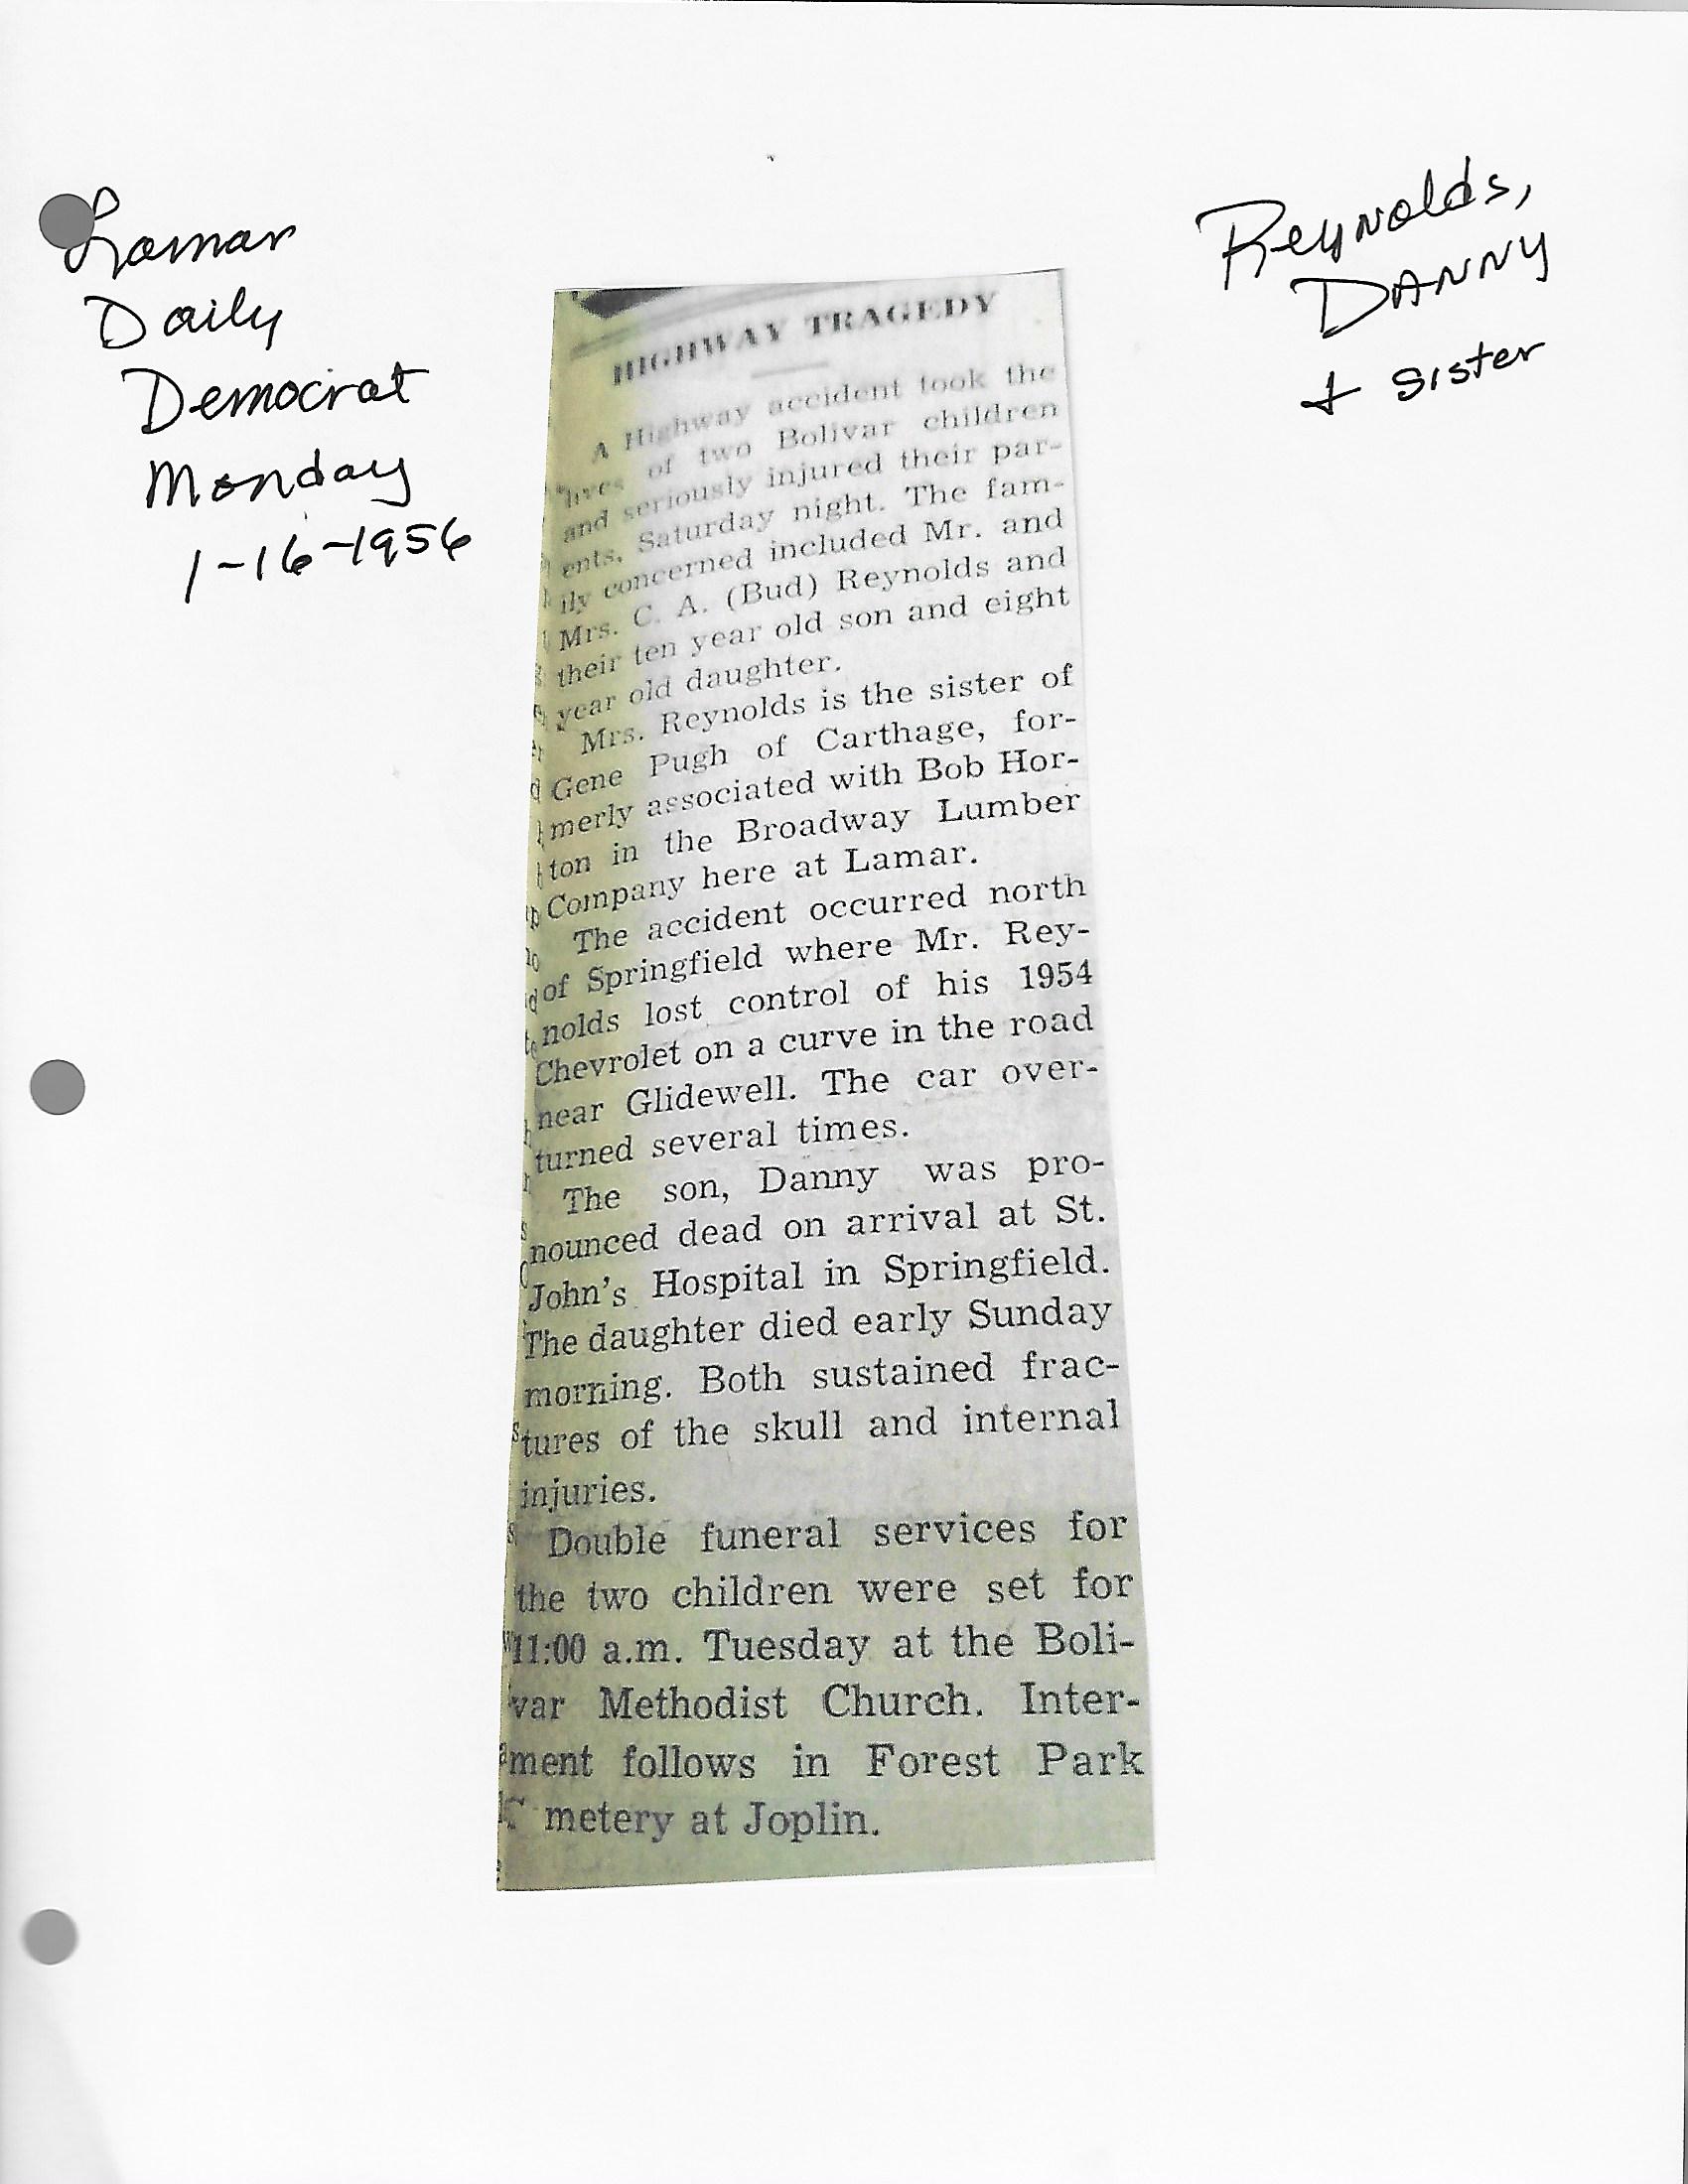 Lamar
Daily
Democrat
Monday
1-16-1956
Reynolds,
DANNY
+ sister
HIGHWAY TRAGEDY
A Highway accident took the
lives of two Bolivar children
and seriously injured their par-
ents, Saturday night. The fam-
ily concerned included Mr. and
Mrs. C. A. (Bud) Reynolds and
their ten year old son and eight
year old daughter.
Mrs. Reynolds is the sister of
Gene Pugh of Carthage, for-
merly associated with Bob Hor-
ton in the Broadway Lumber
Company here at Lamar.
The accident occurred north
of Springfield where Mr. Rey-
nolds lost control of his 1954
Chevrolet on a curve in the road
near Glidewell. The car over-
turned several times.
The son, Danny was pro-
nounced dead on arrival at St.
John's Hospital in Springfield.
The daughter died early Sunday
morning. Both sustained frac-
tures of the skull and internal
injuries.
Double funeral services for
the two children were set for
11:00 a.m. Tuesday at the Boli-
var Methodist Church. Inter-
ment follows in Forest Park
C metery at Joplin.